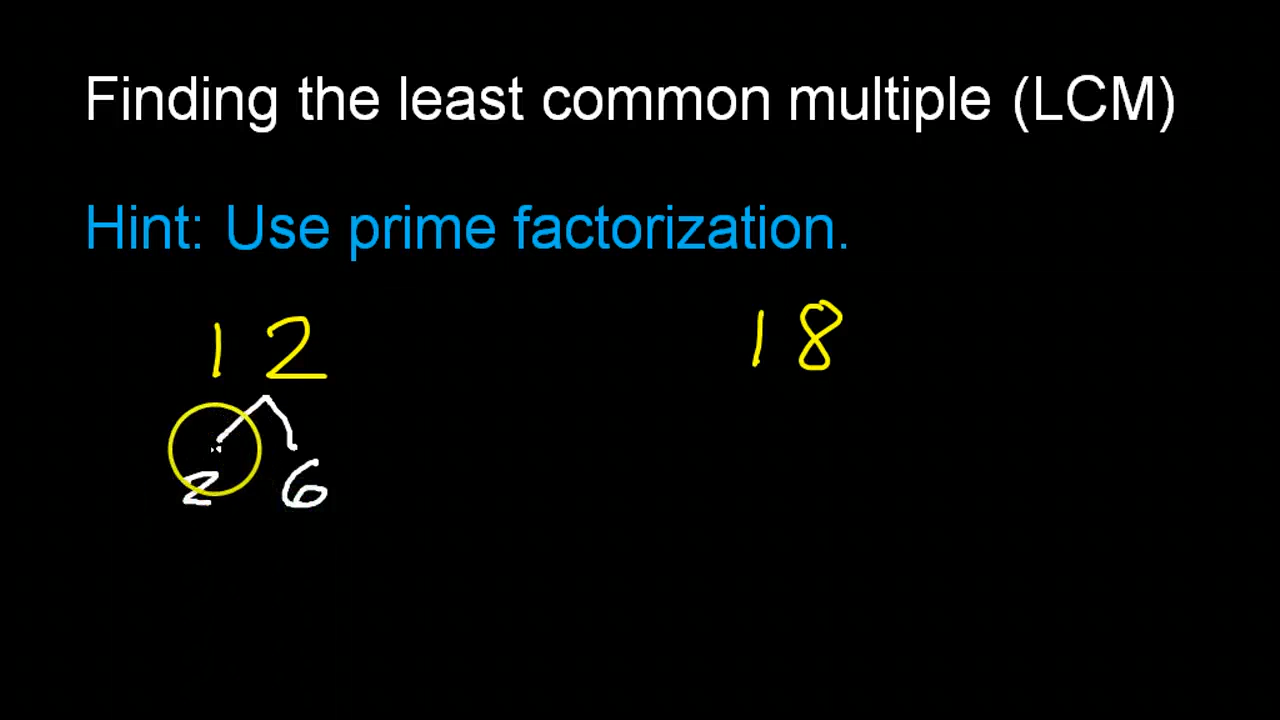 Finding the least common multiple (LCM)
Hint: Use prime factorization.
12 18
2 6